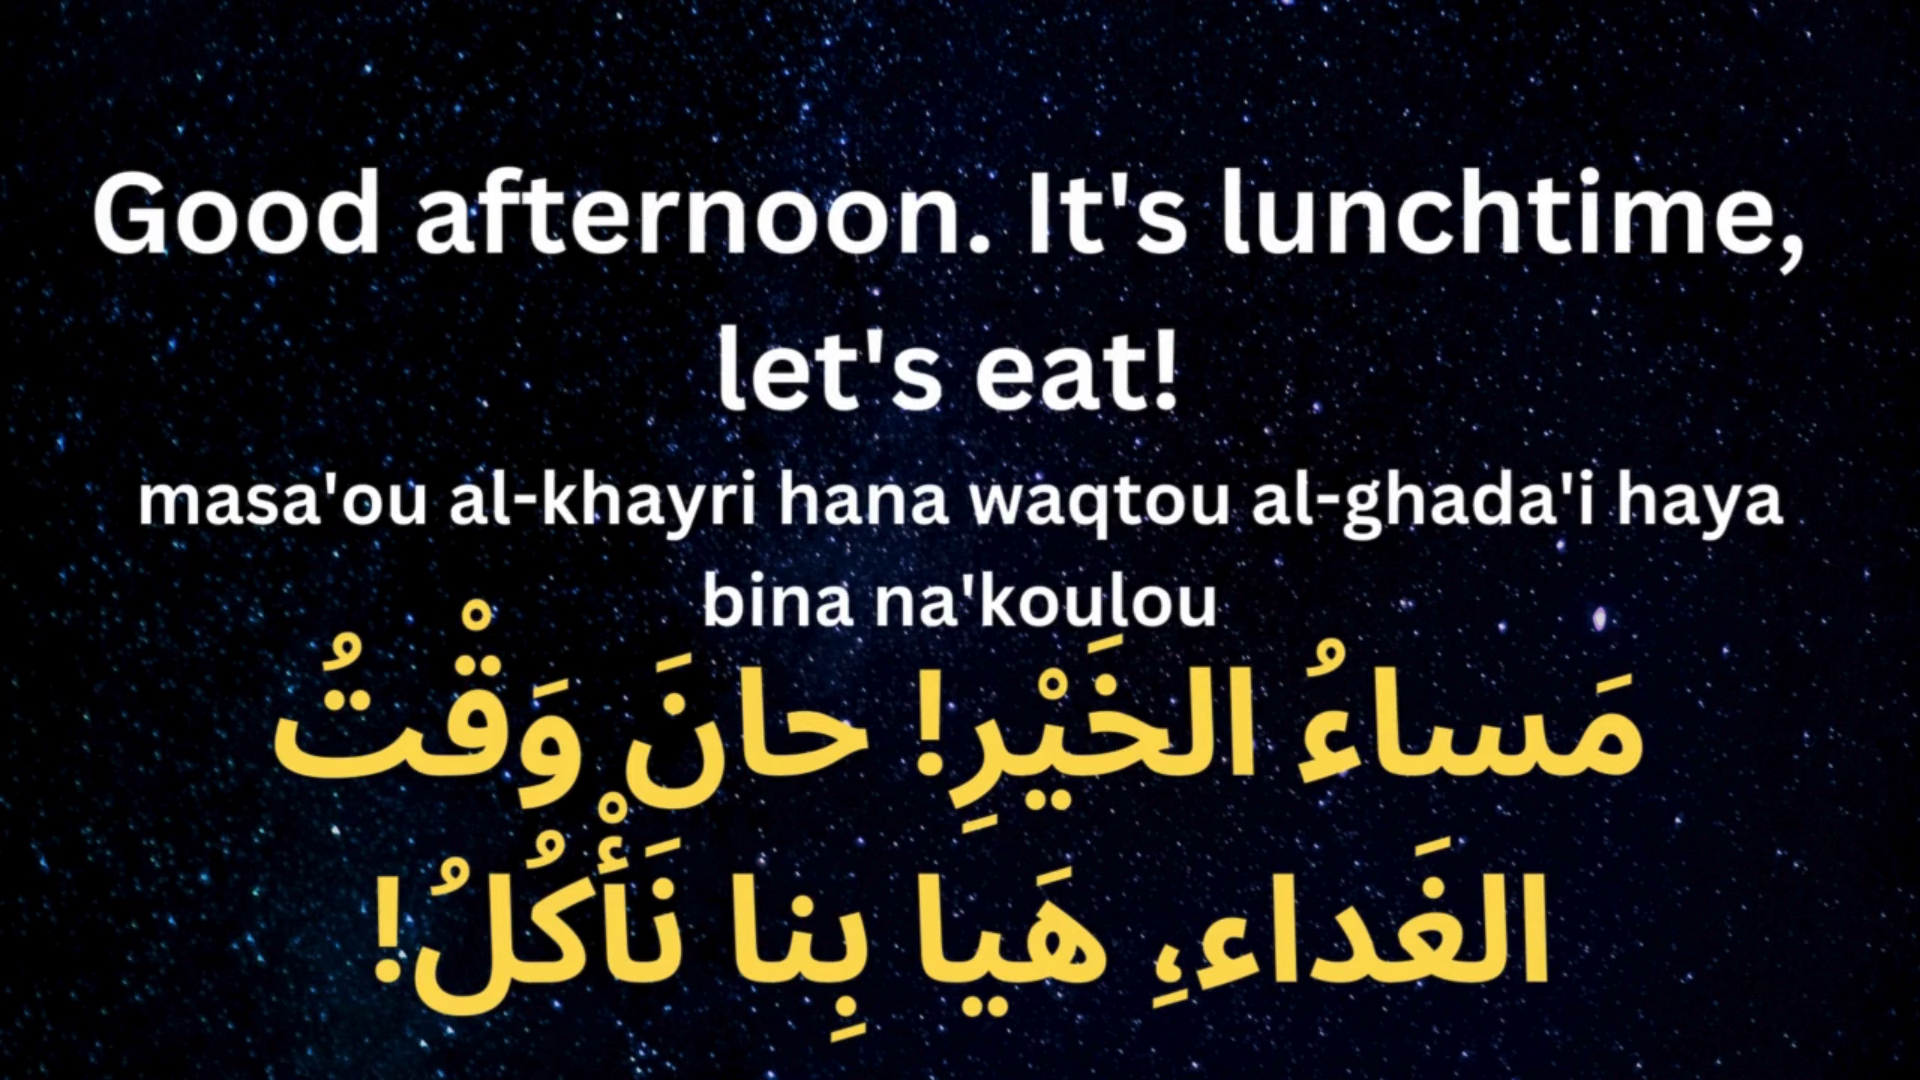 Good afternoon. It's lunchtime,
let's eat!
masa'ou al-khayri hana waqtou al-ghada'i haya
bina na'koulou
مَساءُ الخَيْرِ! حانَ وَقْتُ
الغَداء،ِ هَيا بِنا نَأْكُلُ!